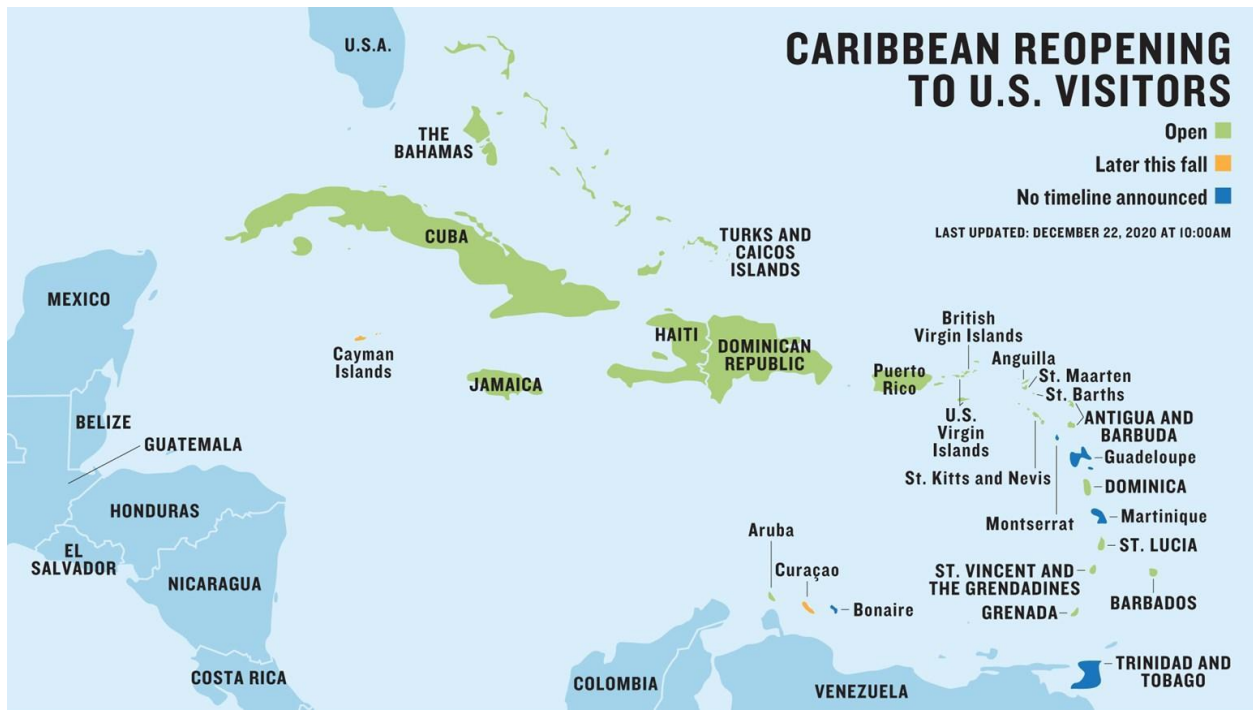 CARIBBEAN REOPENING
TO U.S. VISITORS
Open
Later this fall
No timeline announced
LAST UPDATED: DECEMBER 22, 2020 AT 10:00AM
U.S.A.
THE
BAHAMAS
CUBA
TURKS AND
CAICOS
ISLANDS
MEXICO
Cayman
Islands
JAMAICA
HAITI
DOMINICAN
REPUBLIC
Puerto
Rico
British
Virgin Islands
Anguilla
St. Maarten
St. Barths
U.S.
Virgin
Islands
ANTIGUA AND
BARBUDA
Guadeloupe
St. Kitts and Nevis
DOMINICA
Montserrat
Martinique
ST. LUCIA
ST. VINCENT AND
THE GRENDADINES
BARBADOS
GRENADA
BELIZE
GUATEMALA
HONDURAS
EL
SALVADOR
NICARAGUA
Aruba
Curaçao
Bonaire
COSTA RICA
COLOMBIA
VENEZUELA
TRINIDAD AND
TOBAGO